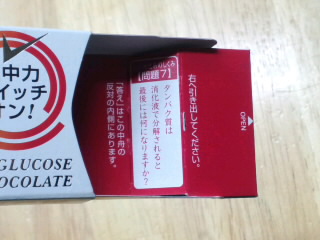 中力
イッチ
オン!
GLUCOSE
OCOLATE
右へ引き出してください。
OPEN
【問題7】
タンパク質は
消化液で分解されると
最後には何になりますか?
「答え」はこの中舟の
反対の内側にあります。